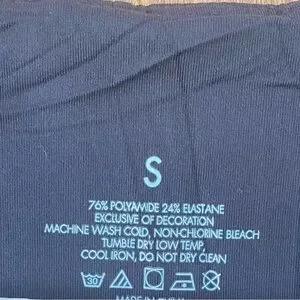 S
76% POLYAMIDE 24% ELASTANE
EXCLUSIVE OF DECORATION
MACHINE WASH COLD, NON-CHLORINE BLEACH
TUMBLE DRY LOW TEMP,
COOL IRON, DO NOT DRY CLEAN
30
MADE IN